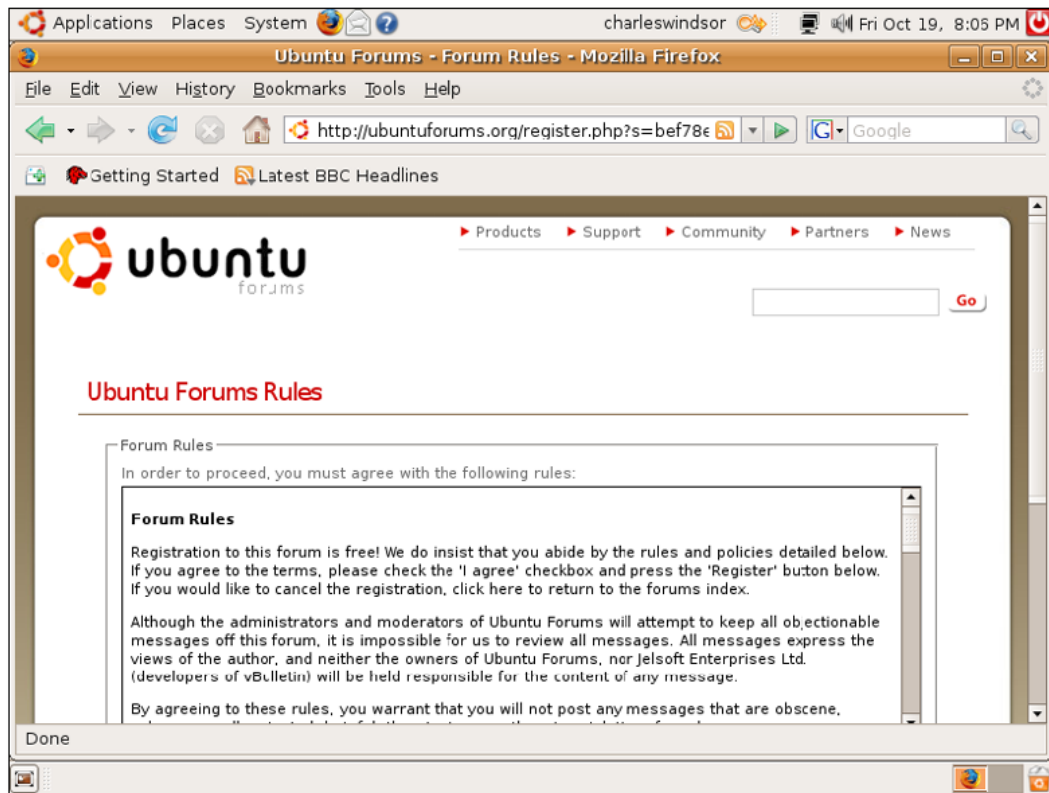 Applications Places System charleswindsor Fri Oct 19, 8:05 PM
Ubuntu Forums - Forum Rules - Mozilla Firefox
File Edit View History Bookmarks Tools Help
http://ubuntuforums.org/register.php?s=bef78e G Google
Getting Started Latest BBC Headlines
ubuntu
forums
Products Support Community Partners News
Go
Ubuntu Forums Rules
Forum Rules
In order to proceed, you must agree with the following rules:
Forum Rules
Registration to this forum is free! We do insist that you abide by the rules and policies detailed below.
If you agree to the terms, please check the 'I agree' checkbox and press the 'Register' button below.
If you would like to cancel the registration, click here to return to the forums index.
Although the administrators and moderators of Ubuntu Forums will attempt to keep all objectionable
messages off this forum, it is impossible for us to review all messages. All messages express the
views of the author, and neither the owners of Ubuntu Forums, nor Jelsoft Enterprises Ltd.
(developers of vBulletin) will be held responsible for the content of any message.
By agreeing to these rules, you warrant that you will not post any messages that are obscene,
Done